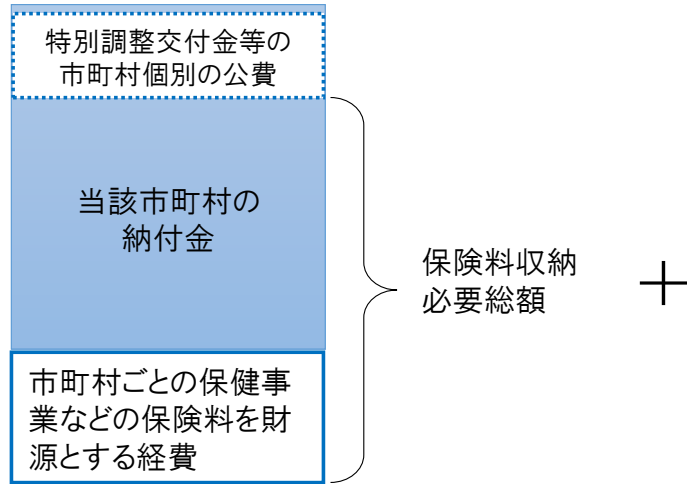 特別調整交付金等の
市町村個別の公費
当該市町村の
納付金
保険料収納
必要総額
＋
市町村ごとの保健事
業などの保険料を財
源とする経費